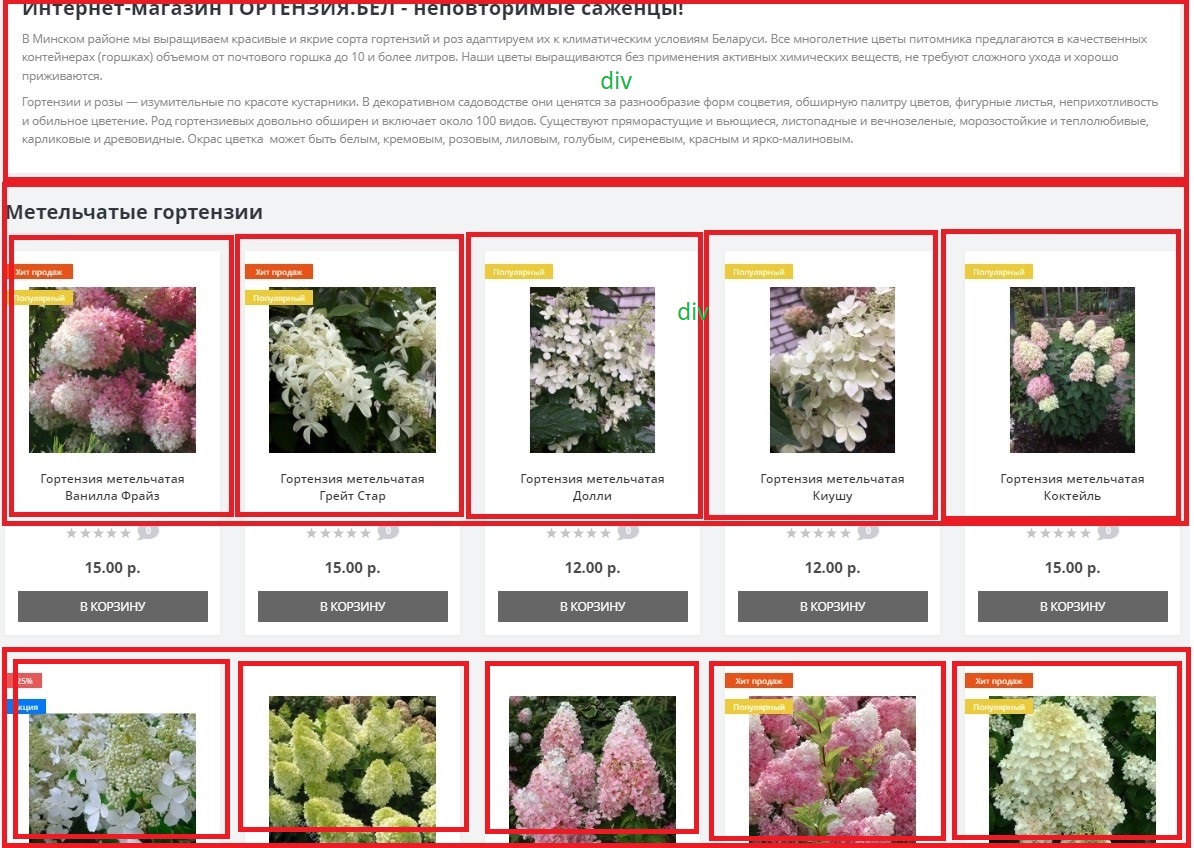 Интернет-магазин ГОРТЕНЗИЯ.БЕЛ - неповторимые саженцы!
В Минском районе мы выращиваем красивые и якрие сорта гортензий и роз адаптируем их к климатическим условиям Беларуси. Все многолетние цветы питомника предлагаются в качественных
контейнерах (горшках) объемом от почтового горшка до 10 и более литров. Наши цветы выращиваются без применения активных химических веществ, не требуют сложного ухода и хорошо
приживаются.
div
Гортензии и розы — изумительные по красоте кустарники. В декоративном садоводстве они ценятся за разнообразие форм соцветия, обширную палитру цветов, фигурные листья, неприхотливость
и обильное цветение. Род гортензиевых довольно обширен и включает около 100 видов. Существуют пряморастущие и вьющиеся, листопадные и вечнозеленые, морозостойкие и теплолюбивые,
карликовые и древовидные. Окрас цветка может быть белым, кремовым, розовым, лиловым, голубым, сиреневым, красным и ярко-малиновым.
Метельчатые гортензии
Хит продаж
Популярный
Гортензия метельчатая
Ванилла Фрайз
0
15.00 р.
В КОРЗИНУ
Хит продаж
Популярный
Гортензия метельчатая
Грейт Стар
0
15.00 р.
В КОРЗИНУ
Популярный
Гортензия метельчатая
Долли
0
12.00 р.
В КОРЗИНУ
div
Популярный
Гортензия метельчатая
Киушу
0
12.00 р.
В КОРЗИНУ
Популярный
Гортензия метельчатая
Коктейль
0
15.00 р.
В КОРЗИНУ
25%
кция
Хит продаж
Популярный
Хит продаж
Популярный